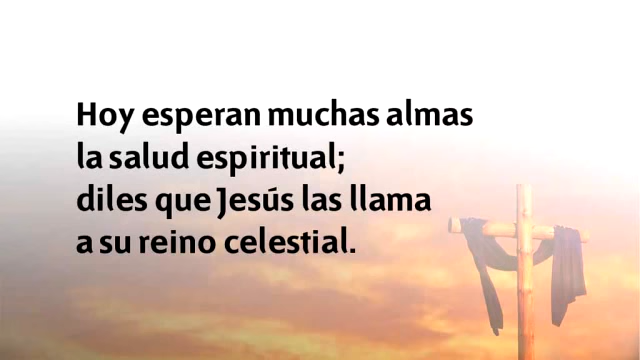 Hoy esperan muchas almas
la salud espiritual;
diles que Jesús las llama
a su reino celestial.